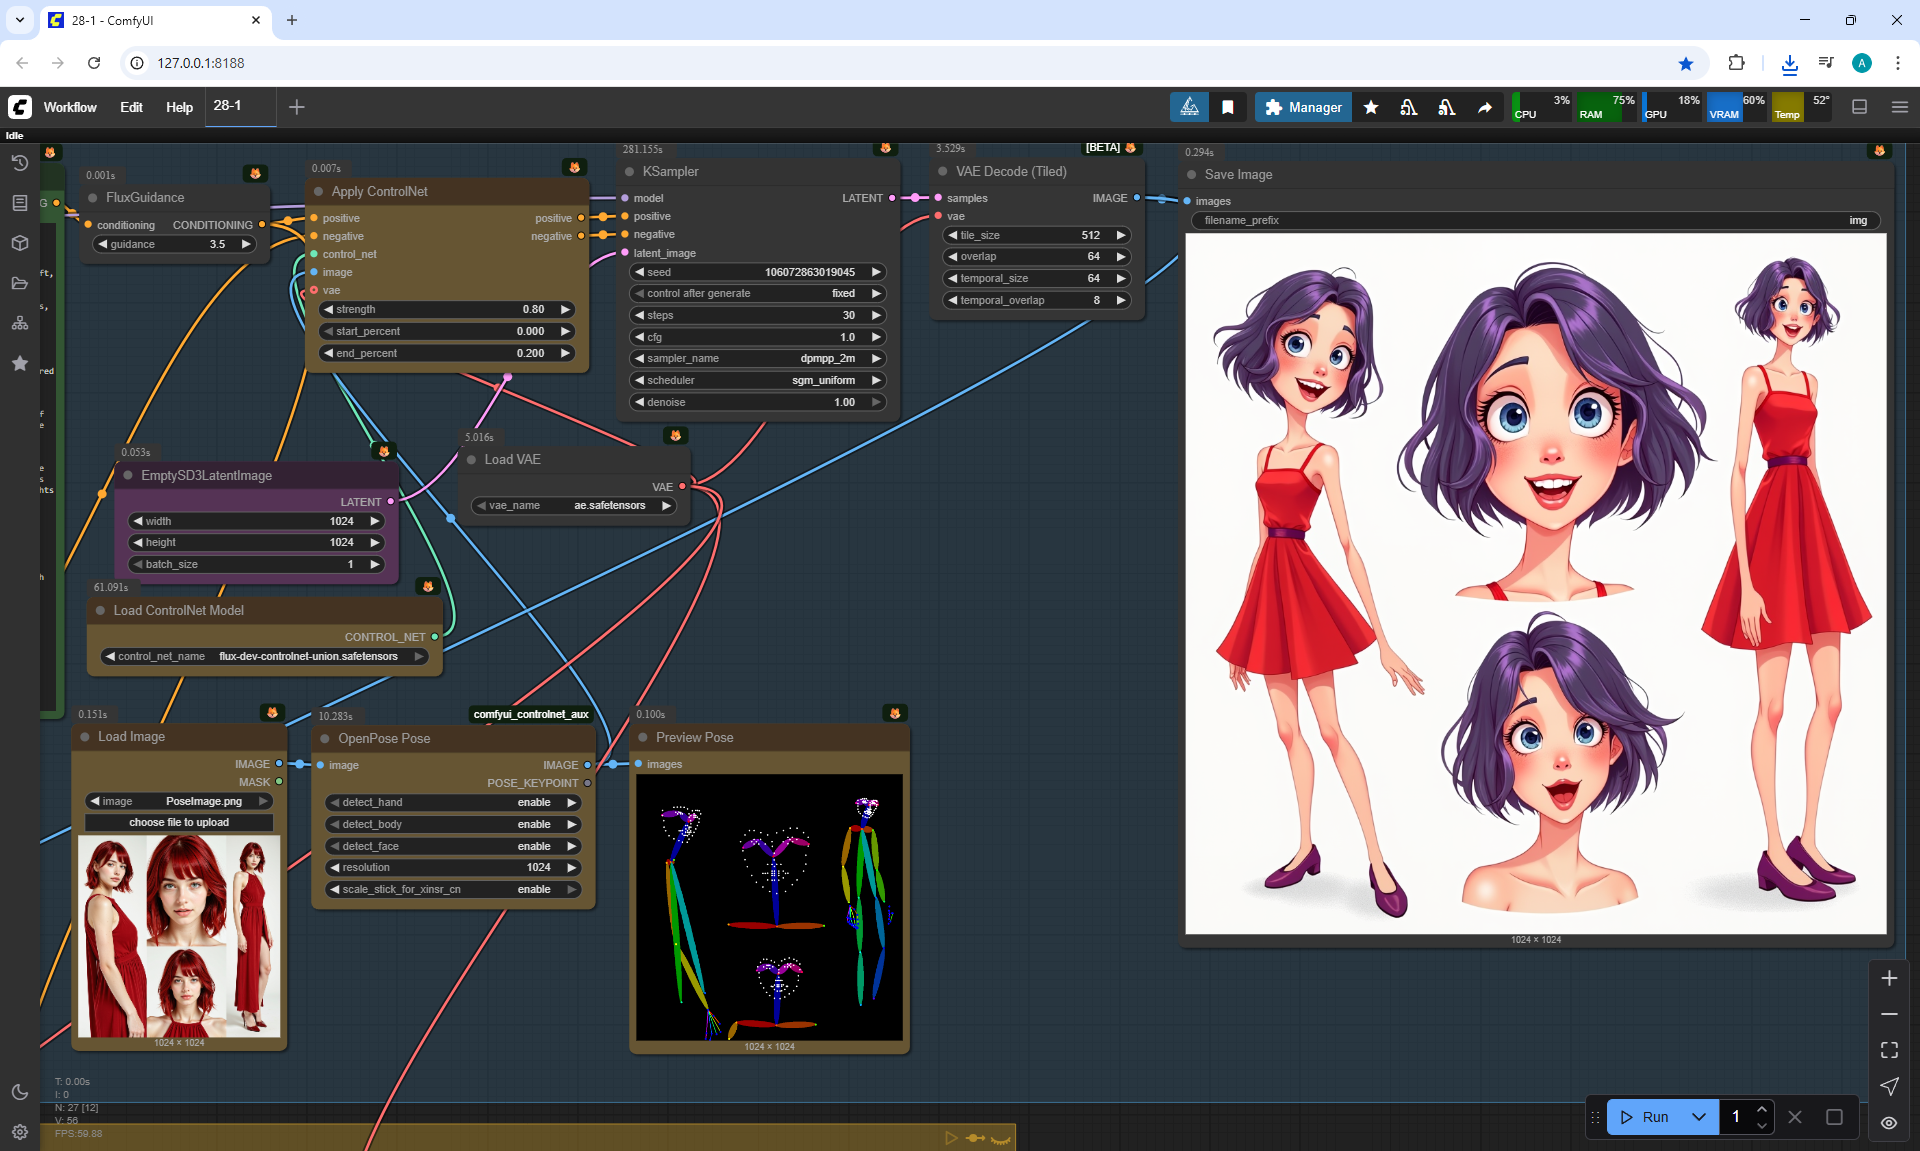 28-1 - ComfyUI
127.0.0.1:8188
A
Workflow
Edit
Help
28-1
Manager
3%
CPU
75%
RAM
18%
GPU
60%
VRAM
52°
Temp
Idle
0.001s
FluxGuidance
conditioning
CONDITIONING
guidance
3.5
0.007s
Apply ControlNet
positive
positive
negative
negative
control_net
image
vae
strength
0.80
start_percent
0.000
end_percent
0.200
281.155s
KSampler
model
LATENT
positive
negative
latent_image
seed
106072863019045
control after generate
fixed
steps
30
cfg
1.0
sampler_name
dpmpp_2m
scheduler
sgm_uniform
denoise
1.00
3.529s
[BETA]
VAE Decode (Tiled)
samples
IMAGE
vae
tile_size
512
overlap
64
temporal_size
64
temporal_overlap
8
0.294s
Save Image
images
filename_prefix
img
1024 × 1024
G
ft,
s,
red
f
e
e
s
hts
h
0.053s
EmptySD3LatentImage
LATENT
width
1024
height
1024
batch_size
1
5.016s
Load VAE
VAE
vae_name
ae.safetensors
61.091s
Load ControlNet Model
CONTROL_NET
control_net_name
flux-dev-controlnet-union.safetensors
0.151s
Load Image
IMAGE
MASK
image
PoseImage.png
choose file to upload
1024 × 1024
10.283s
comfyui_controlnet_aux
OpenPose Pose
image
IMAGE
POSE_KEYPOINT
detect_hand
enable
detect_body
enable
detect_face
enable
resolution
1024
scale_stick_for_xinsr_cn
enable
0.100s
Preview Pose
images
1024 × 1024
T: 0.00s
I: 0
N: 27 [12]
V: 56
FPS:59.88
Run
1